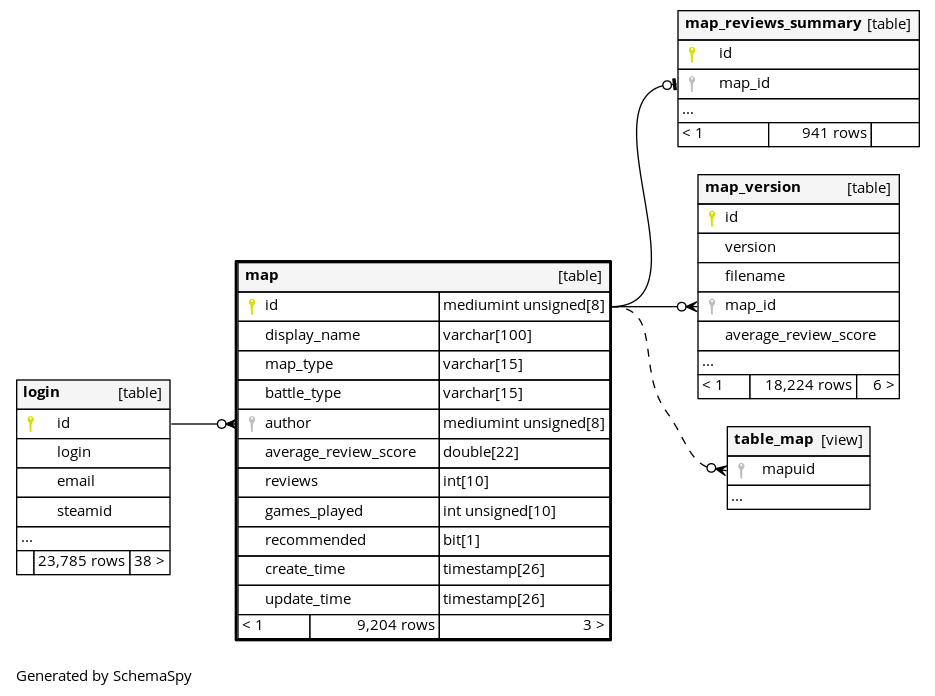 map_reviews_summary [table]
id
map_id
...
< 1 941 rows
map_version [table]
id
version
filename
map_id
average_review_score
...
< 1 18,224 rows 6 >
map [table]
id mediumint unsigned[8]
display_name varchar[100]
map_type varchar[15]
battle_type varchar[15]
author mediumint unsigned[8]
average_review_score double[22]
reviews int[10]
games_played int unsigned[10]
recommended bit[1]
create_time timestamp[26]
update_time timestamp[26]
< 1 9,204 rows 3 >
login [table]
id
login
email
steamid
...
23,785 rows 38 >
table_map [view]
mapuid
...
Generated by SchemaSpy